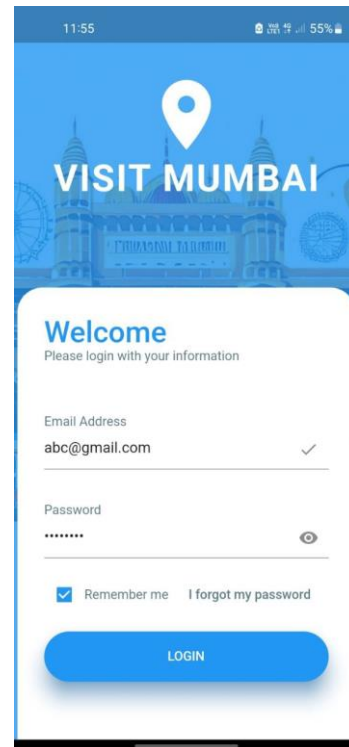 11:55 55%
VISIT MUMBAI
Welcome
Please login with your information
Email Address
abc@gmail.com
Password
••••••••
Remember me I forgot my password
LOGIN